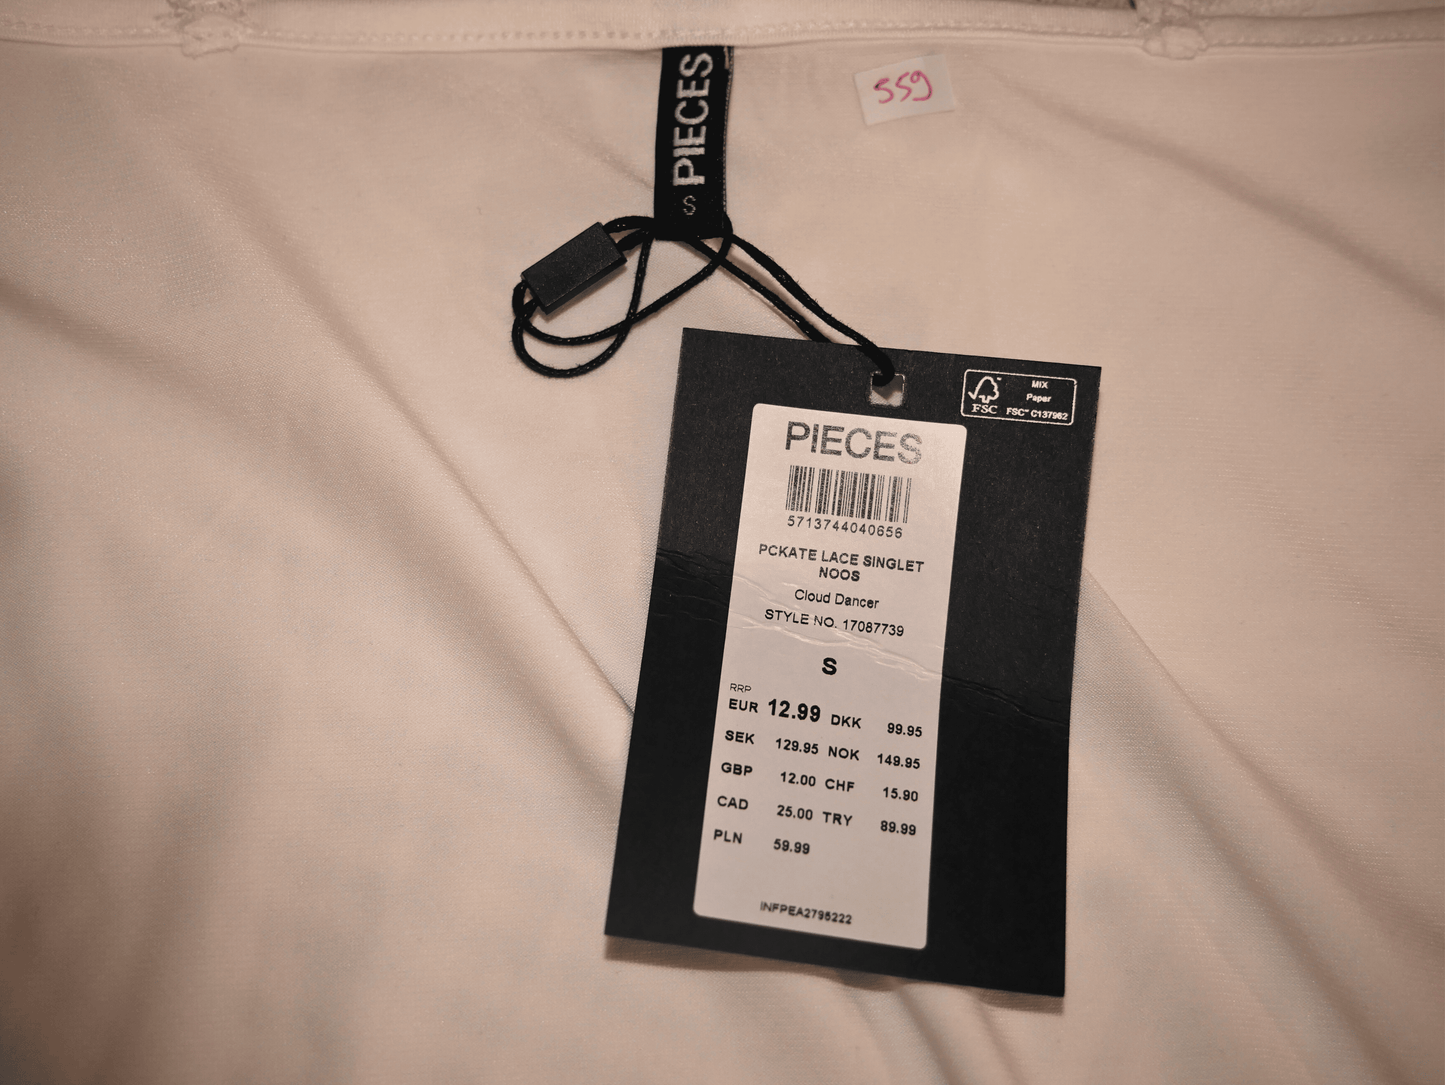 PIECES
S
559
FSC
MIX
Paper
FSC™ C137962
PIECES
5713744040656
PCKATE LACE SINGLET
NOOS
Cloud Dancer
STYLE NO. 17087739
S
RRP
EUR 12.99 DKK 99.95
SEK 129.95 NOK 149.95
GBP 12.00 CHF 15.90
CAD 25.00 TRY 89.99
PLN 59.99
INFPEA2795222